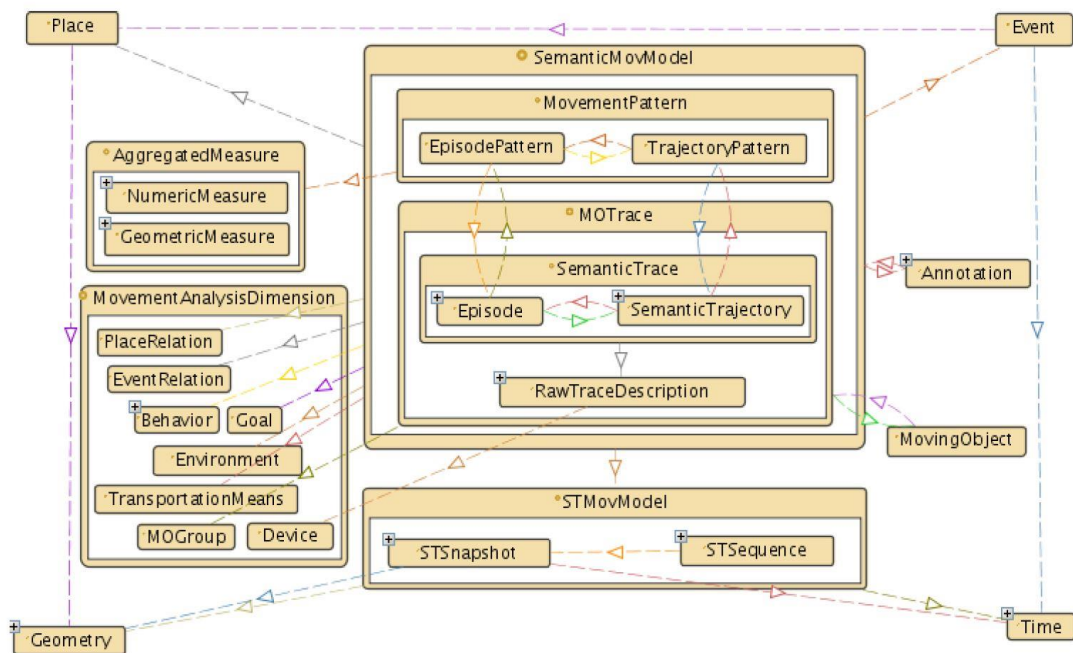 Place
Event
SemanticMovModel
MovementPattern
EpisodePattern
TrajectoryPattern
AggregatedMeasure
NumericMeasure
GeometricMeasure
MOTrace
SemanticTrace
Episode
SemanticTrajectory
RawTraceDescription
Annotation
MovementAnalysisDimension
PlaceRelation
EventRelation
Behavior
Goal
Environment
TransportationMeans
MOGroup
Device
MovingObject
STMovModel
STSnapshot
STSequence
Geometry
Time